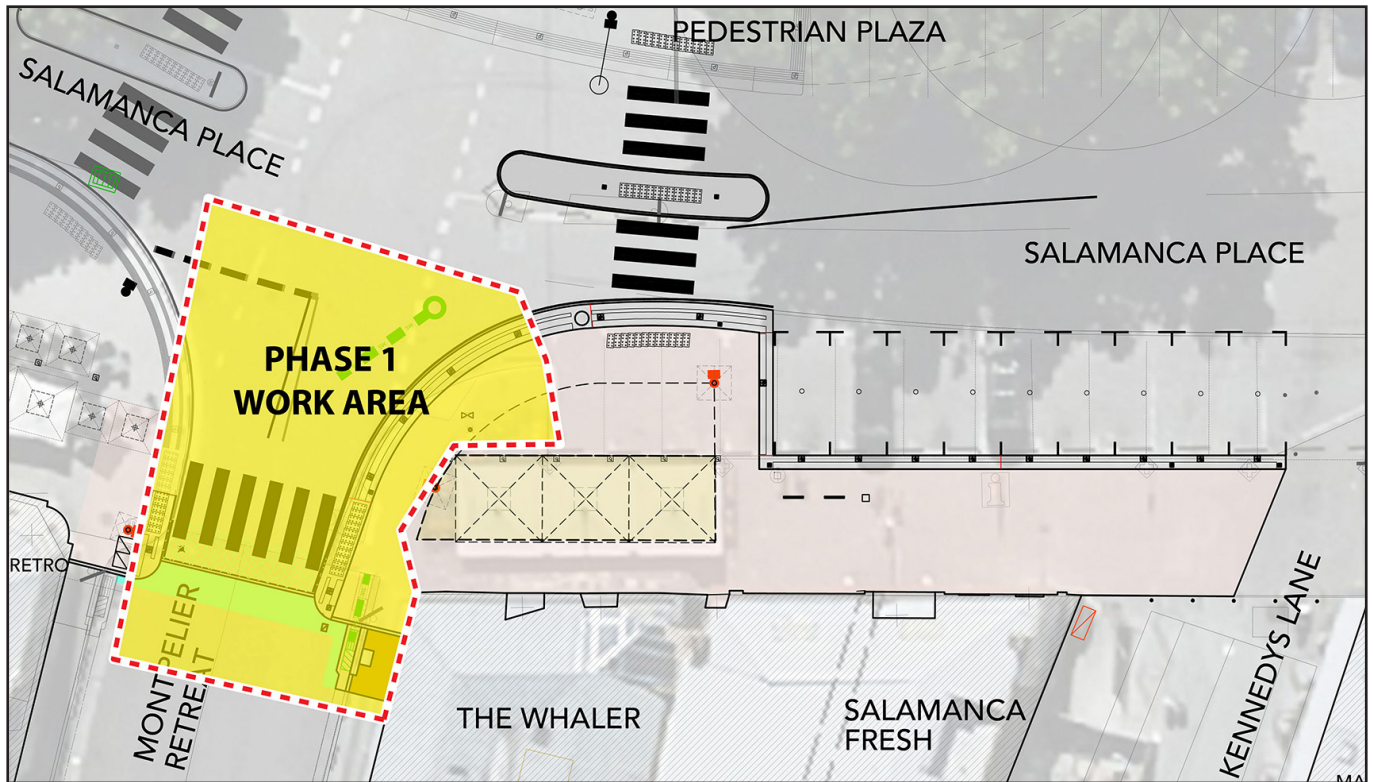 PEDESTRIAN PLAZA
SALAMANCA PLACE
SALAMANCA PLACE
PHASE 1
WORK AREA
RETRO
MONTPELIER
RETREAT
THE WHALER
SALAMANCA
FRESH
KENNEDYS LANE
MA